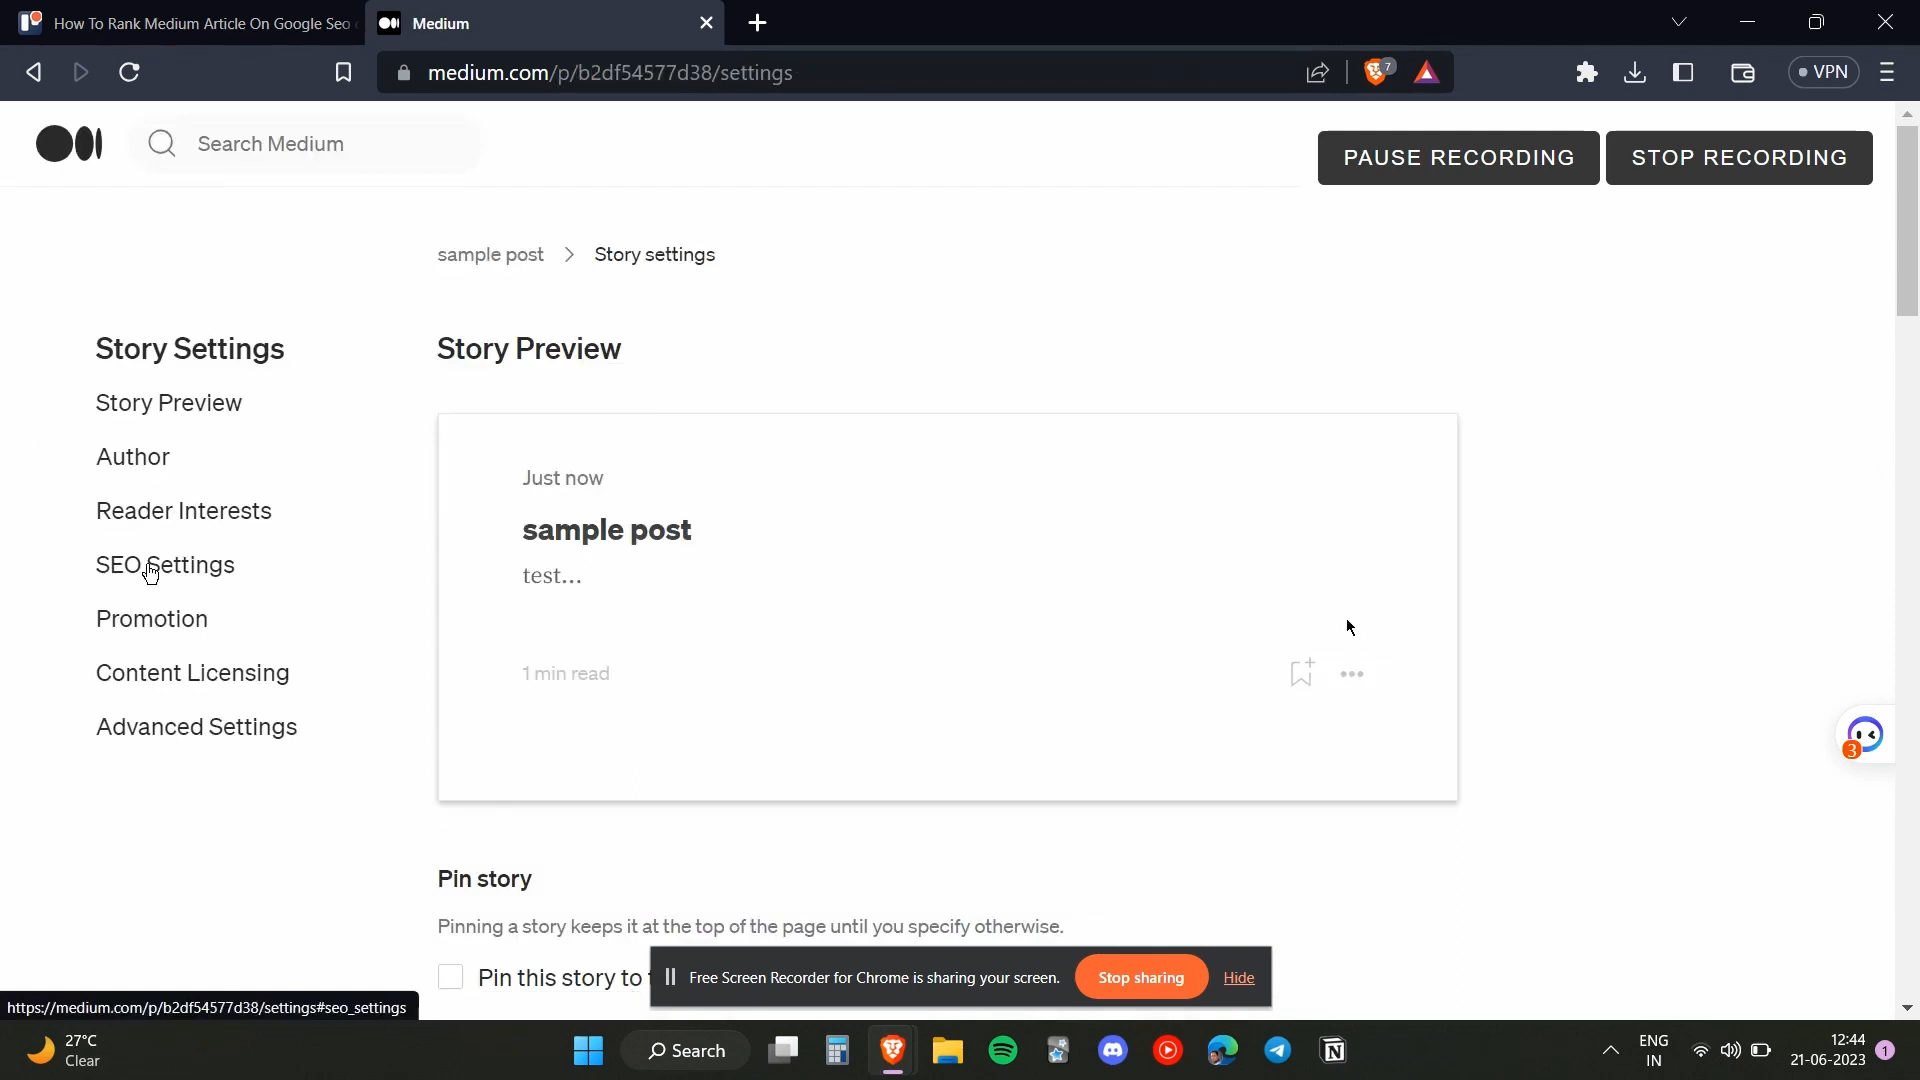 How To Rank Medium Article On Google Seo
Medium
medium.com/p/b2df54577d38/settings
7
VPN
Search Medium
PAUSE RECORDING
STOP RECORDING
sample post > Story settings
Story Settings
Story Preview
Author
Reader Interests
SEO Settings
Promotion
Content Licensing
Advanced Settings
Story Preview
Just now
sample post
test...
1 min read
3
Pin story
Pinning a story keeps it at the top of the page until you specify otherwise.
Pin this story to
Free Screen Recorder for Chrome is sharing your screen.
Stop sharing
Hide
https://medium.com/p/b2df54577d38/settings#seo_settings
27°C
Clear
Search
ENG
IN
12:44
21-06-2023
1